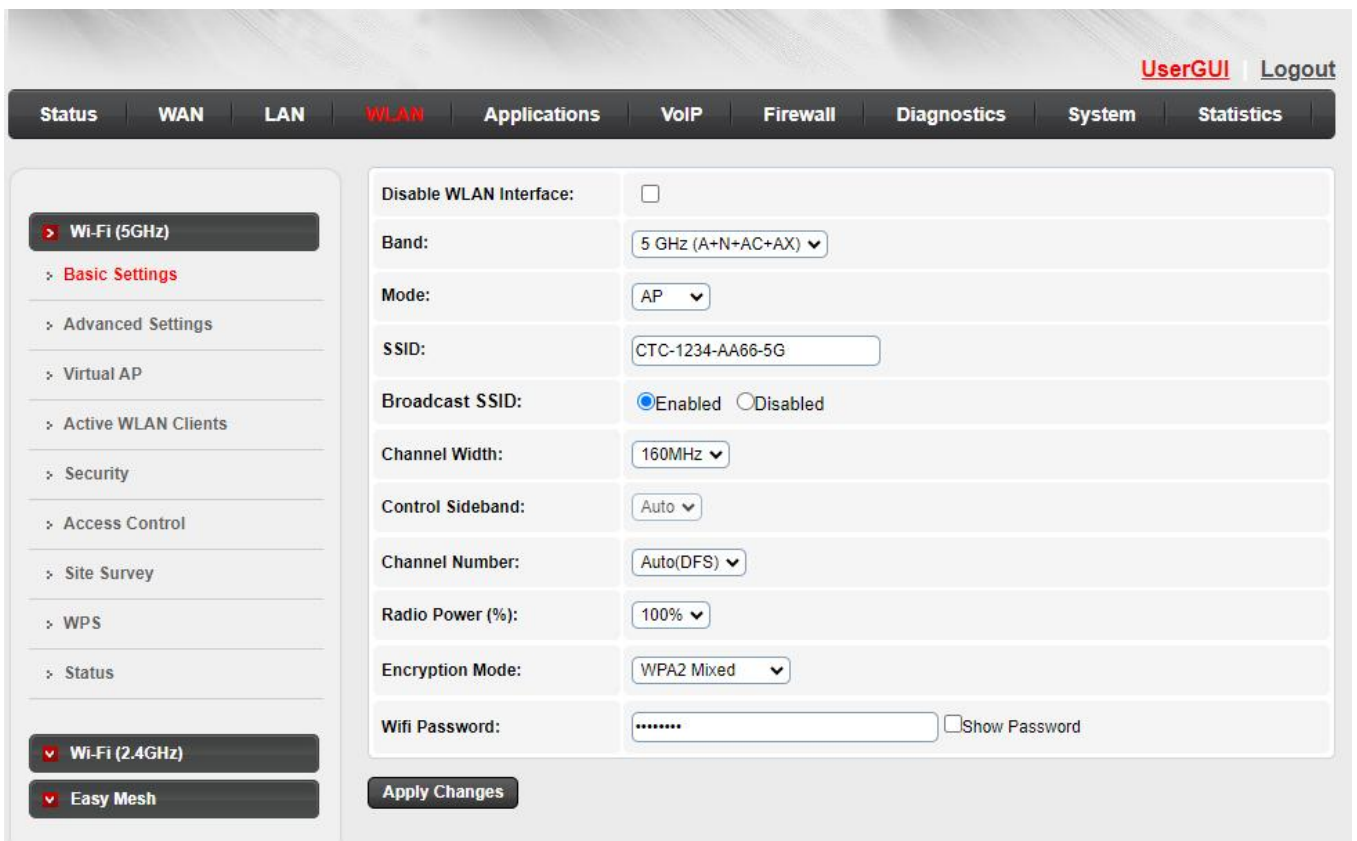 UserGUI Logout
Status WAN LAN WLAN Applications VoIP Firewall Diagnostics System Statistics
Wi-Fi (5GHz)
Basic Settings
Advanced Settings
Virtual AP
Active WLAN Clients
Security
Access Control
Site Survey
WPS
Status
Wi-Fi (2.4GHz)
Easy Mesh
Disable WLAN Interface:
Band: 5 GHz (A+N+AC+AX)
Mode: AP
SSID: CTC-1234-AA66-5G
Broadcast SSID: Enabled Disabled
Channel Width: 160MHz
Control Sideband: Auto
Channel Number: Auto(DFS)
Radio Power (%): 100%
Encryption Mode: WPA2 Mixed
Wifi Password: •••••••• Show Password
Apply Changes